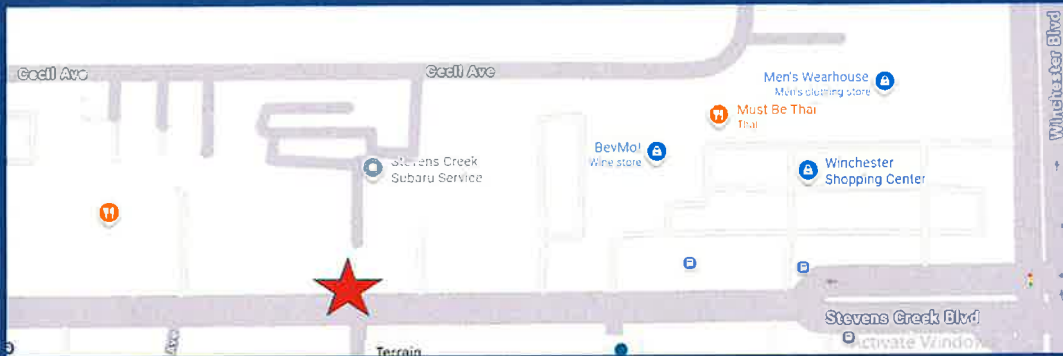 Cecil Ave
Cecil Ave
Winchester Blvd
Men's Wearhouse
Men's clothing store
Must Be Thai
Thai
BevMo!
Wine store
Winchester
Shopping Center
Stevens Creek
Subaru Service
Stevens Creek Blvd
Ave
Terrain
Activate Windows